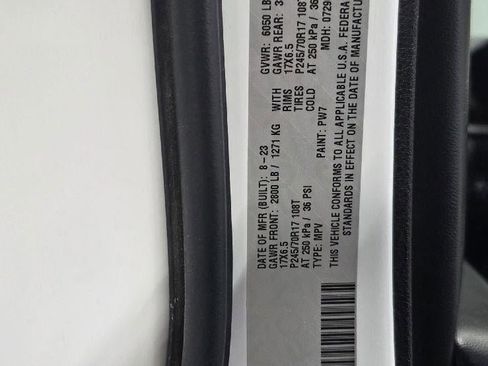 DATE OF MFR (BUILT): 8-23 GVWR: 6050 LB
GAWR FRONT: 2800 LB / 1271 KG WITH GAWR REAR:
17X6.5 RIMS 17X6.5
P245/70R17 108T TIRES P245/70R17 108T
AT 250 kPa / 36 PSI COLD AT 250 kPa / 36
TYPE: MPV PAINT: PW7 MDH: 0729
THIS VEHICLE CONFORMS TO ALL APPLICABLE U.S.A. FEDERAL
STANDARDS IN EFFECT ON THE DATE OF MANUFACTUR